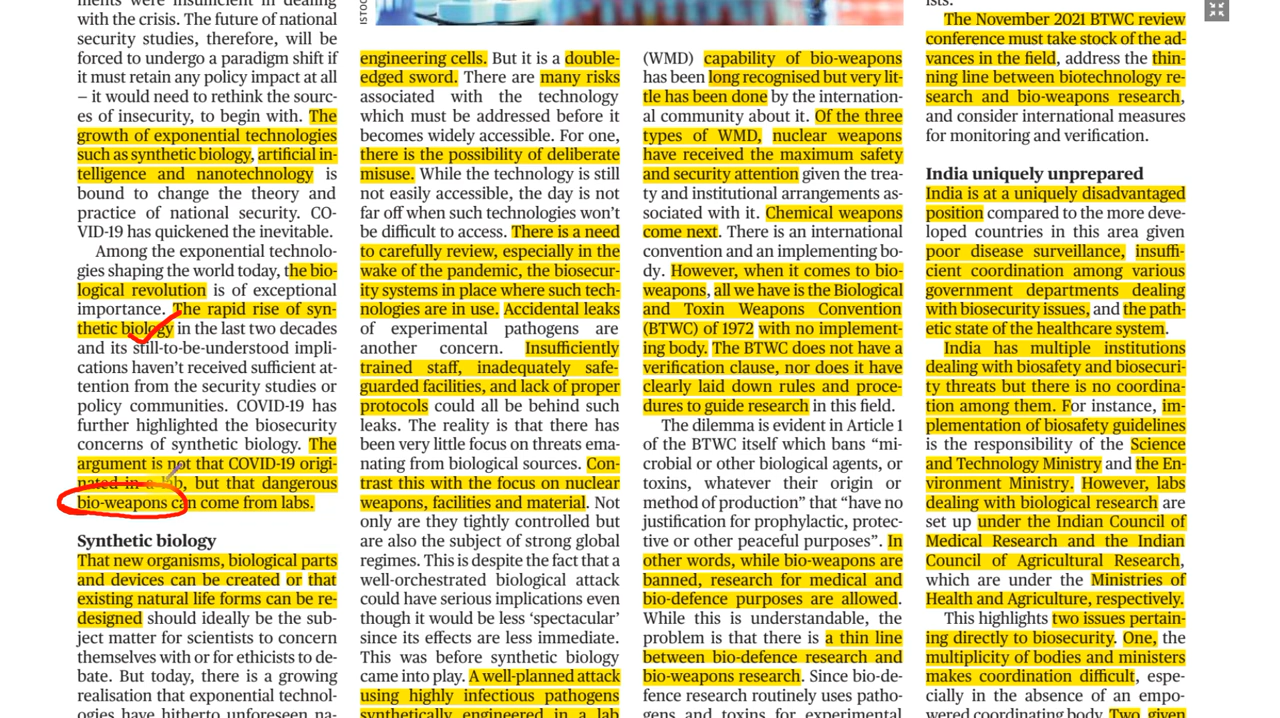 ments were insufficient in dealing
with the crisis. The future of national
security studies, therefore, will be
forced to undergo a paradigm shift if
it must retain any policy impact at all
– it would need to rethink the sourc-
es of insecurity, to begin with. The
growth of exponential technologies
such as synthetic biology, artificial in-
telligence and nanotechnology is
bound to change the theory and
practice of national security. CO-
VID-19 has quickened the inevitable.
Among the exponential technolo-
gies shaping the world today, the bio-
logical revolution is of exceptional
importance. The rapid rise of syn-
thetic biology in the last two decades
and its still-to-be-understood impli-
cations haven't received sufficient at-
tention from the security studies or
policy communities. COVID-19 has
further highlighted the biosecurity
concerns of synthetic biology. The
argument is not that COVID-19 origi-
nated in a lab, but that dangerous
bio-weapons can come from labs.
Synthetic biology
That new organisms, biological parts
and devices can be created or that
existing natural life forms can be re-
designed should ideally be the sub-
ject matter for scientists to concern
themselves with or for ethicists to de-
bate. But today, there is a growing
realisation that exponential technol-
ogies have hitherto unforeseen na-
ISTOC
engineering cells. But it is a double-
edged sword. There are many risks
associated with the technology
which must be addressed before it
becomes widely accessible. For one,
there is the possibility of deliberate
misuse. While the technology is still
not easily accessible, the day is not
far off when such technologies won't
be difficult to access. There is a need
to carefully review, especially in the
wake of the pandemic, the biosecur-
ity systems in place where such tech-
nologies are in use. Accidental leaks
of experimental pathogens are
another concern. Insufficiently
trained staff, inadequately safe-
guarded facilities, and lack of proper
protocols could all be behind such
leaks. The reality is that there has
been very little focus on threats ema-
nating from biological sources. Con-
trast this with the focus on nuclear
weapons, facilities and material. Not
only are they tightly controlled but
are also the subject of strong global
regimes. This is despite the fact that a
well-orchestrated biological attack
could have serious implications even
though it would be less 'spectacular'
since its effects are less immediate.
This was before synthetic biology
came into play. A well-planned attack
using highly infectious pathogens
synthetically engineered in a lab
(WMD) capability of bio-weapons
has been long recognised but very lit-
tle has been done by the internation-
al community about it. Of the three
types of WMD, nuclear weapons
have received the maximum safety
and security attention given the trea-
ty and institutional arrangements as-
sociated with it. Chemical weapons
come next. There is an international
convention and an implementing bo-
dy. However, when it comes to bio-
weapons, all we have is the Biological
and Toxin Weapons Convention
(BTWC) of 1972 with no implement-
ing body. The BTWC does not have a
verification clause, nor does it have
clearly laid down rules and proce-
dures to guide research in this field.
The dilemma is evident in Article 1
of the BTWC itself which bans “mi-
crobial or other biological agents, or
toxins, whatever their origin or
method of production” that “have no
justification for prophylactic, protec-
tive or other peaceful purposes”. In
other words, while bio-weapons are
banned, research for medical and
bio-defence purposes are allowed.
While this is understandable, the
problem is that there is a thin line
between bio-defence research and
bio-weapons research. Since bio-de-
fence research routinely uses patho-
gens and toxins for experimental
ists.
The November 2021 BTWC review
conference must take stock of the ad-
vances in the field, address the thin-
ning line between biotechnology re-
search and bio-weapons research,
and consider international measures
for monitoring and verification.
India uniquely unprepared
India is at a uniquely disadvantaged
position compared to the more deve-
loped countries in this area given
poor disease surveillance, insuffi-
cient coordination among various
government departments dealing
with biosecurity issues, and the path-
etic state of the healthcare system.
India has multiple institutions
dealing with biosafety and biosecuri-
ty threats but there is no coordina-
tion among them. For instance, im-
plementation of biosafety guidelines
is the responsibility of the Science
and Technology Ministry and the En-
vironment Ministry. However, labs
dealing with biological research are
set up under the Indian Council of
Medical Research and the Indian
Council of Agricultural Research,
which are under the Ministries of
Health and Agriculture, respectively.
This highlights two issues pertain-
ing directly to biosecurity. One, the
multiplicity of bodies and ministers
makes coordination difficult, espe-
cially in the absence of an empo-
wered coordinating body. Two, given